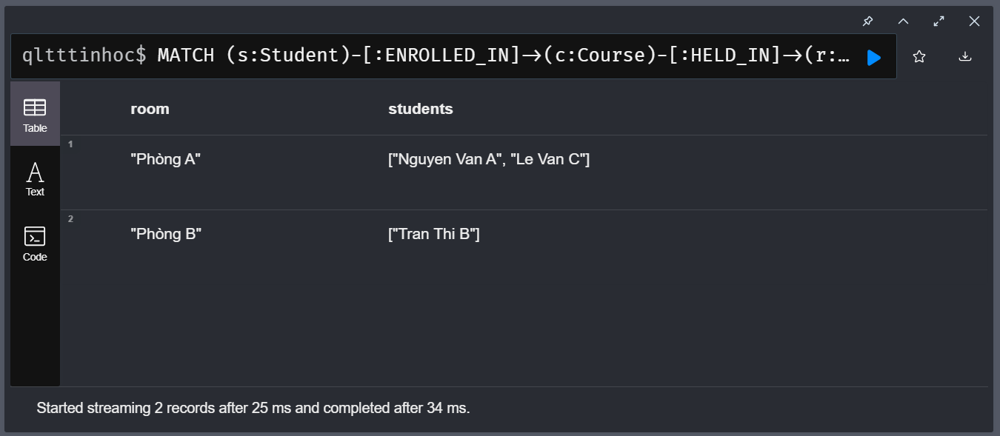 qltttinhoc$ MATCH (s:Student)-[:ENROLLED_IN]→(c:Course)-[:HELD_IN]→(r:…
Table
Text
Code
room students
1
"Phòng A" ["Nguyen Van A", "Le Van C"]
2
"Phòng B" ["Tran Thi B"]
Started streaming 2 records after 25 ms and completed after 34 ms.